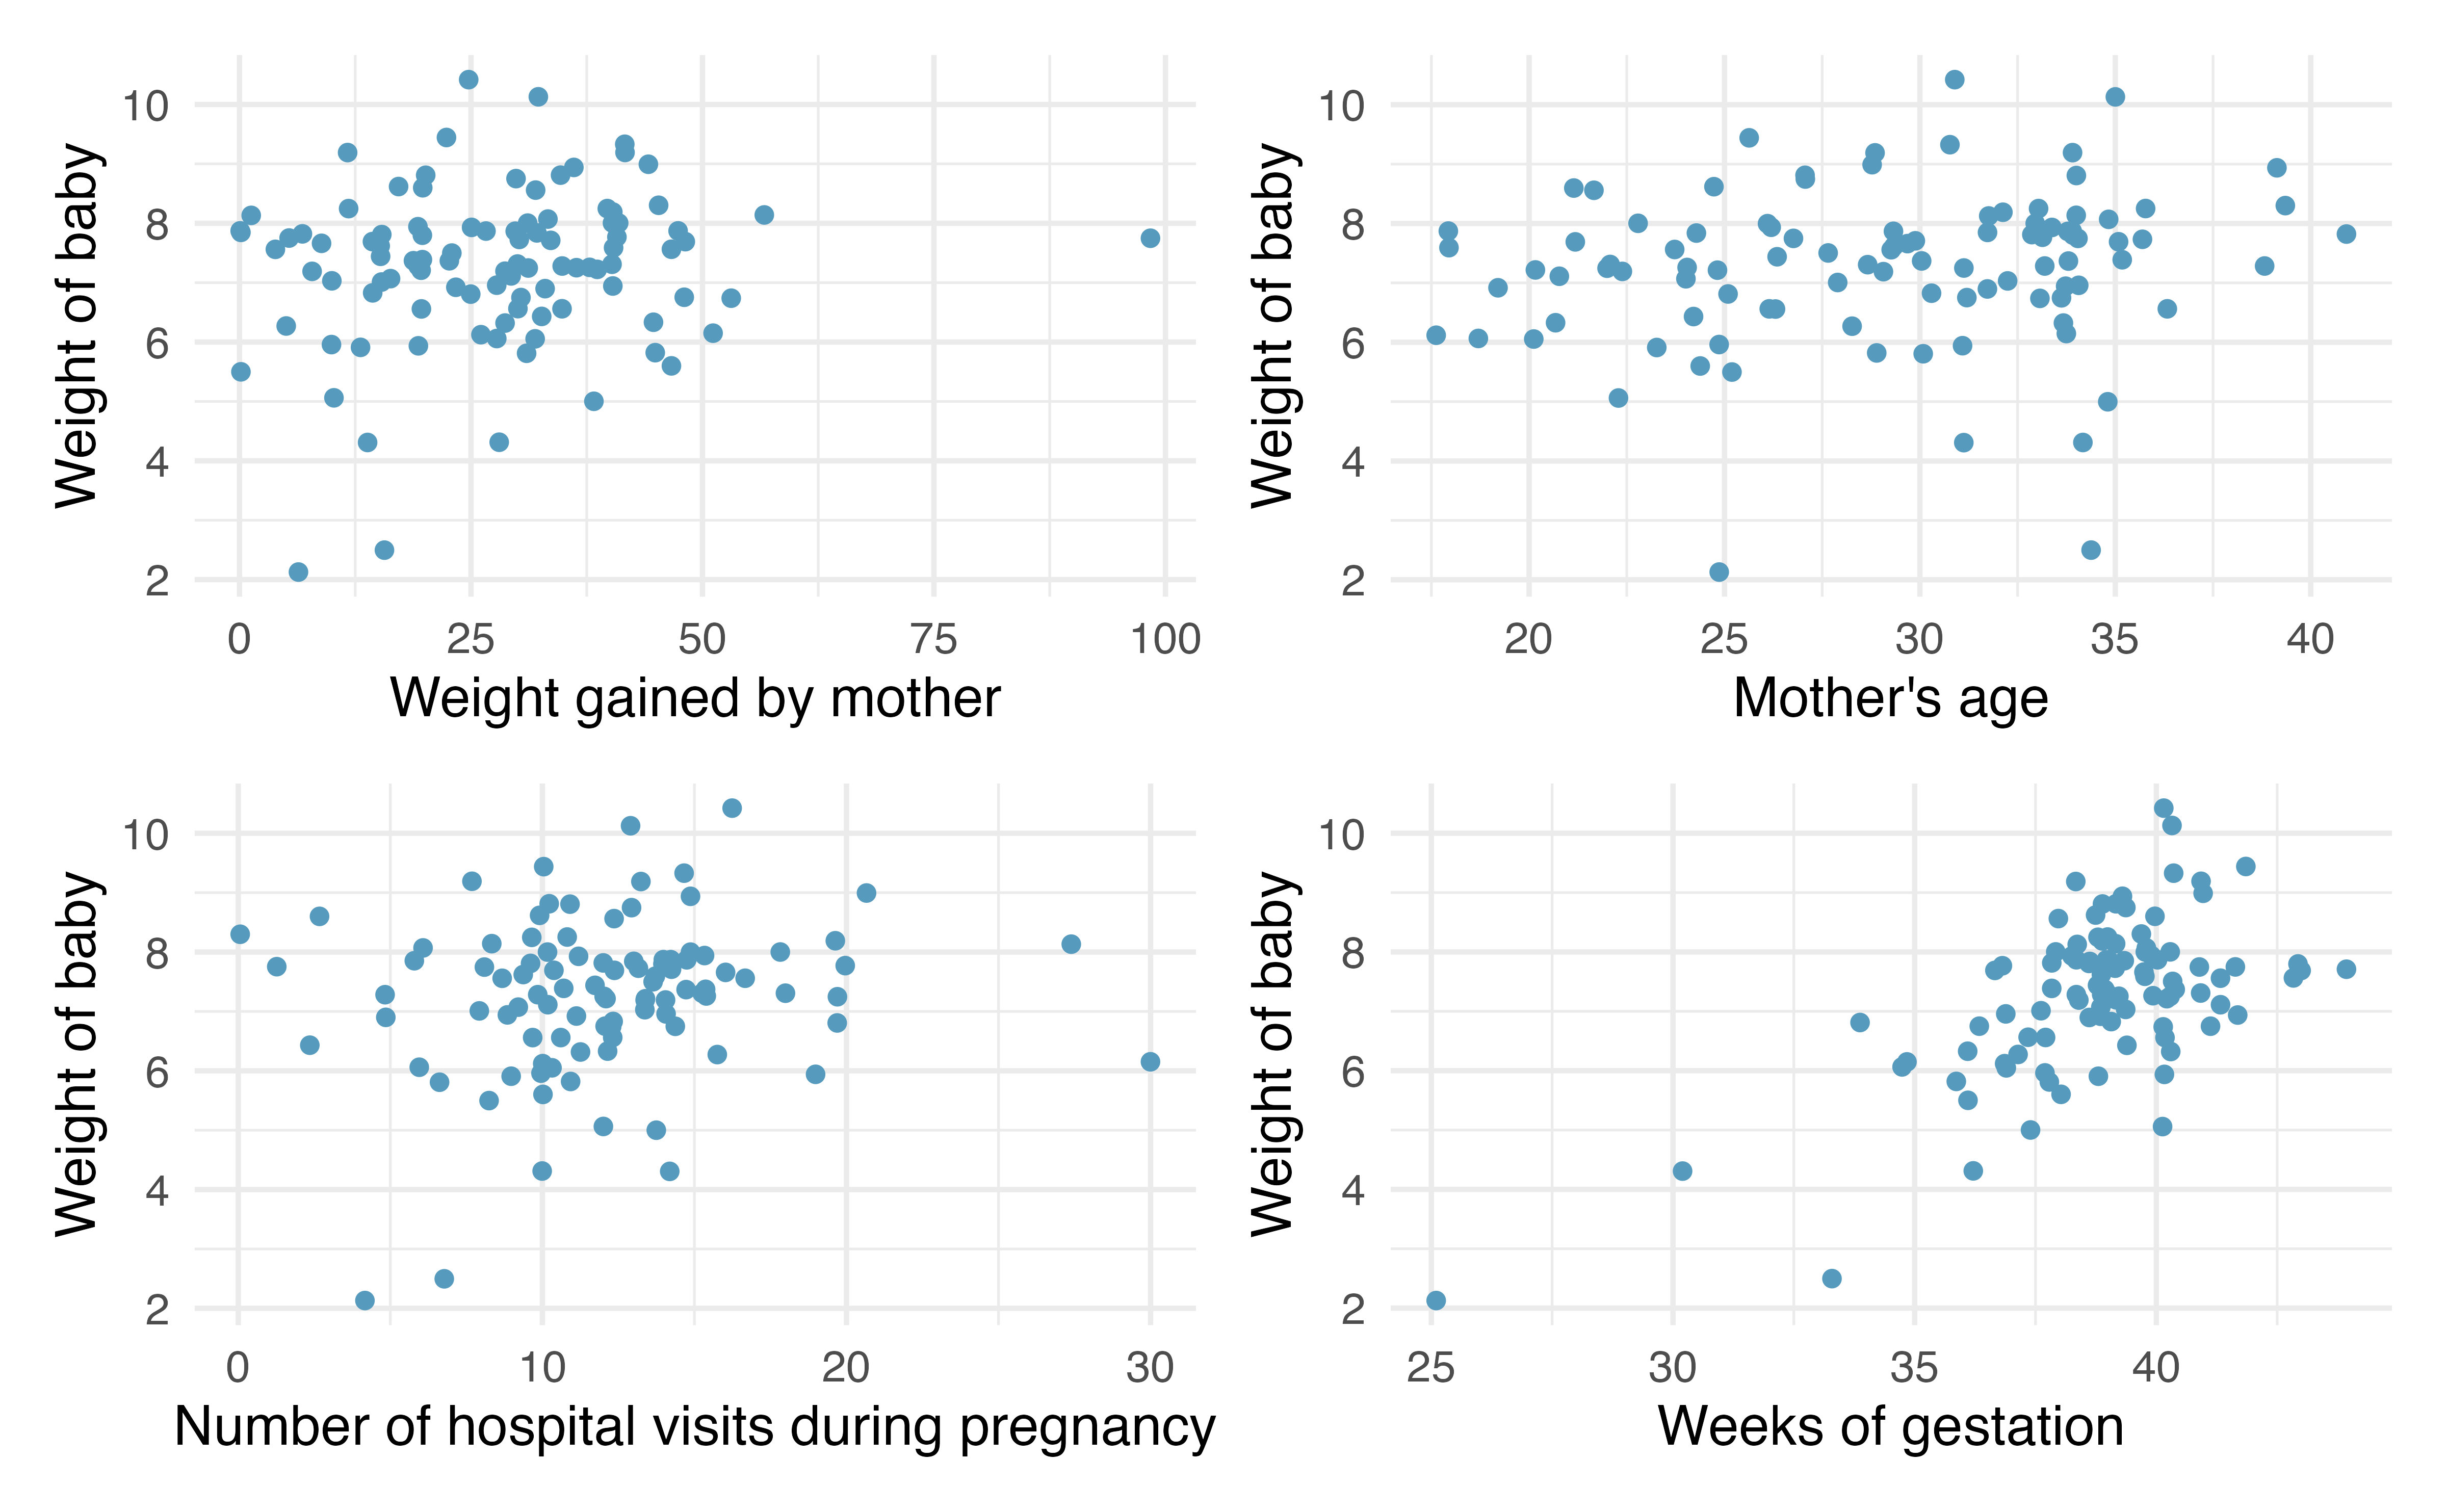 Weight of baby
10
8
6
4
2
0 25 50 75 100
Weight gained by mother
Weight of baby
10
8
6
4
2
20 25 30 35 40
Mother's age
Weight of baby
10
8
6
4
2
0 10 20 30
Number of hospital visits during pregnancy
Weight of baby
10
8
6
4
2
25 30 35 40
Weeks of gestation